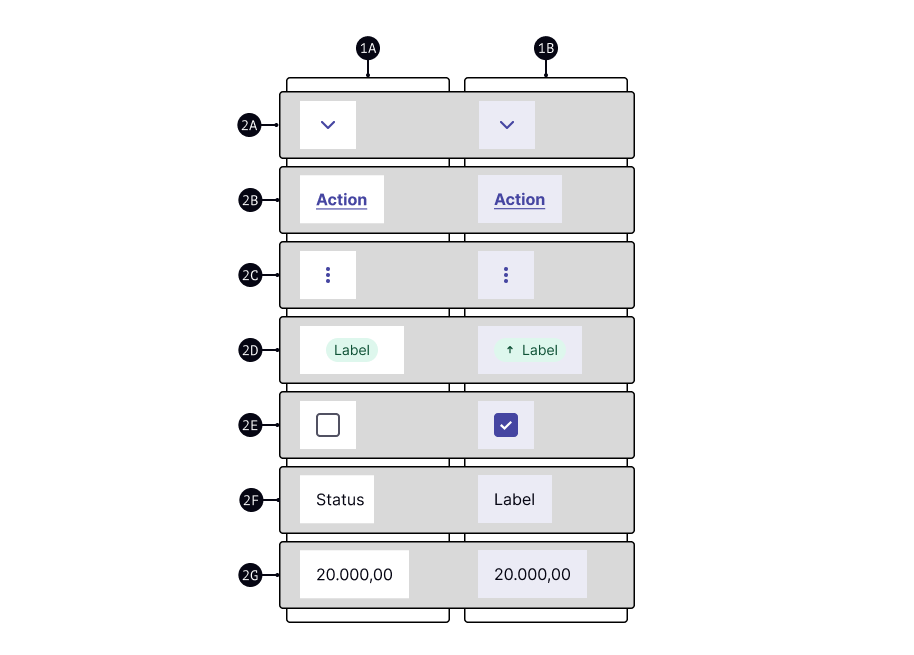 1A 1B
2A
2B Action Action
2C
2D Label Label
2E
2F Status Label
2G 20.000,00 20.000,00